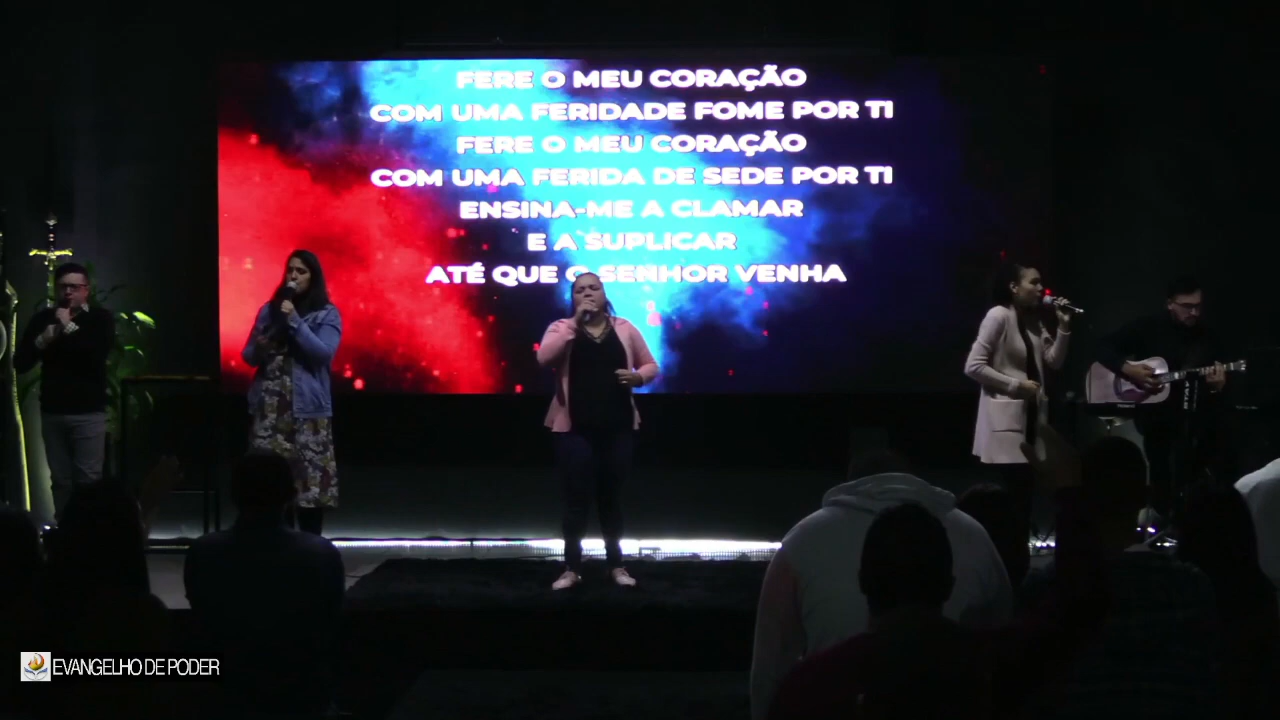 FERE O MEU CORAÇÃO
COM UMA FERIDADE FOME POR TI
FERE O MEU CORAÇÃO
COM UMA FERIDA DE SEDE POR TI
ENSINA-ME A CLAMAR
E A SUPLICAR
ATÉ QUE O SENHOR VENHA
EVANGELHO DE PODER